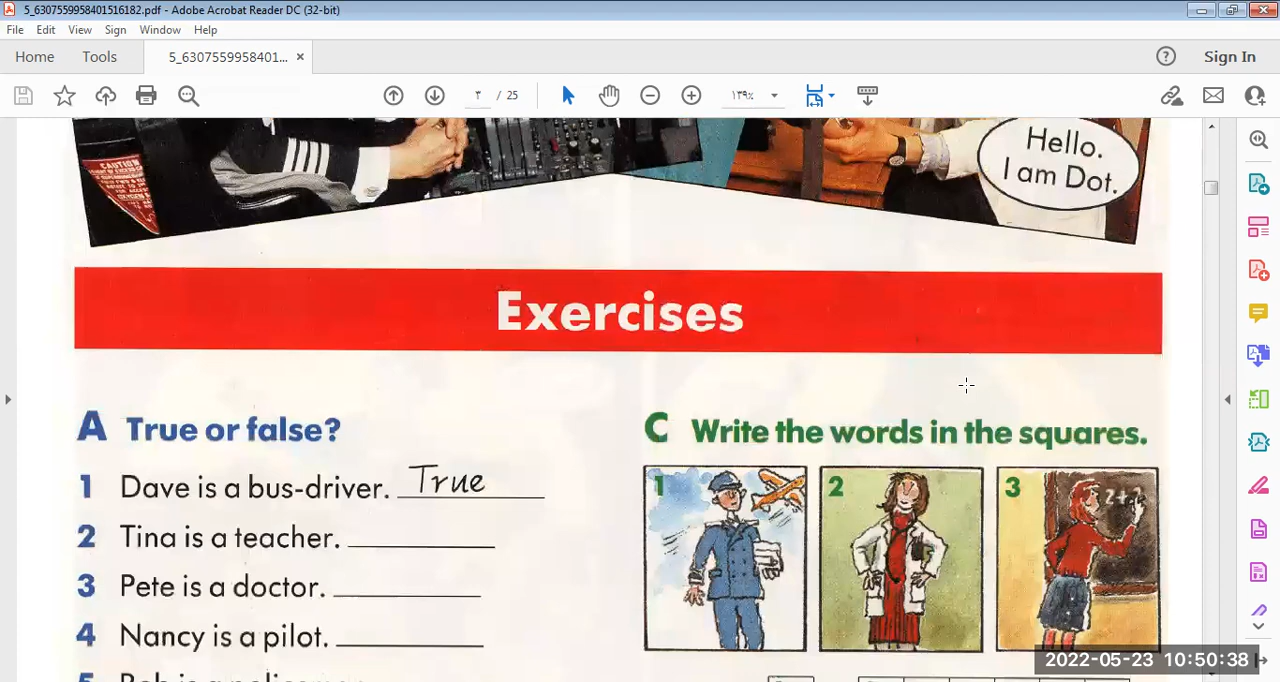 5_6307559958401516182.pdf - Adobe Acrobat Reader DC (32-bit)
File Edit View Sign Window Help
Home Tools 5_6307559958401... × Sign In
۳ / 25 ۱۳۹٪
CAUTION
Hello.
I am Dot.
Exercises
A True or false?
1 Dave is a bus-driver. True
2 Tina is a teacher.
3 Pete is a doctor.
4 Nancy is a pilot.
C Write the words in the squares.
1 2 3
2022-05-23 10:50:38